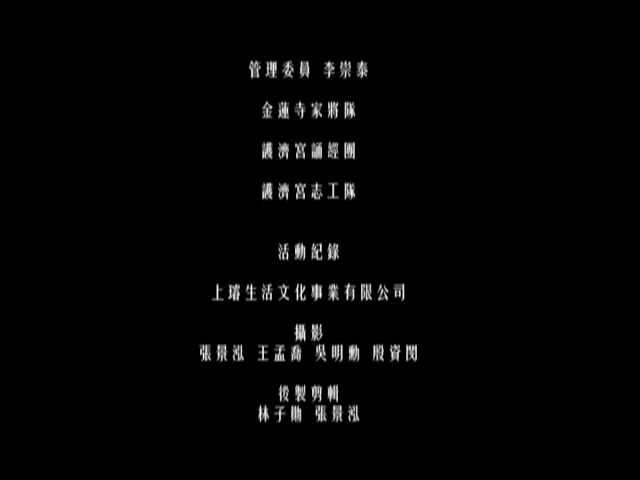 管理委員 李崇泰
金蓮寺家將隊
護濟宮誦經團
護濟宮志工隊
活動紀錄
上璿生活文化事業有限公司
攝影
張景泓 王孟喬 吳明勳 殷資閔
後製剪輯
林子勛 張景泓